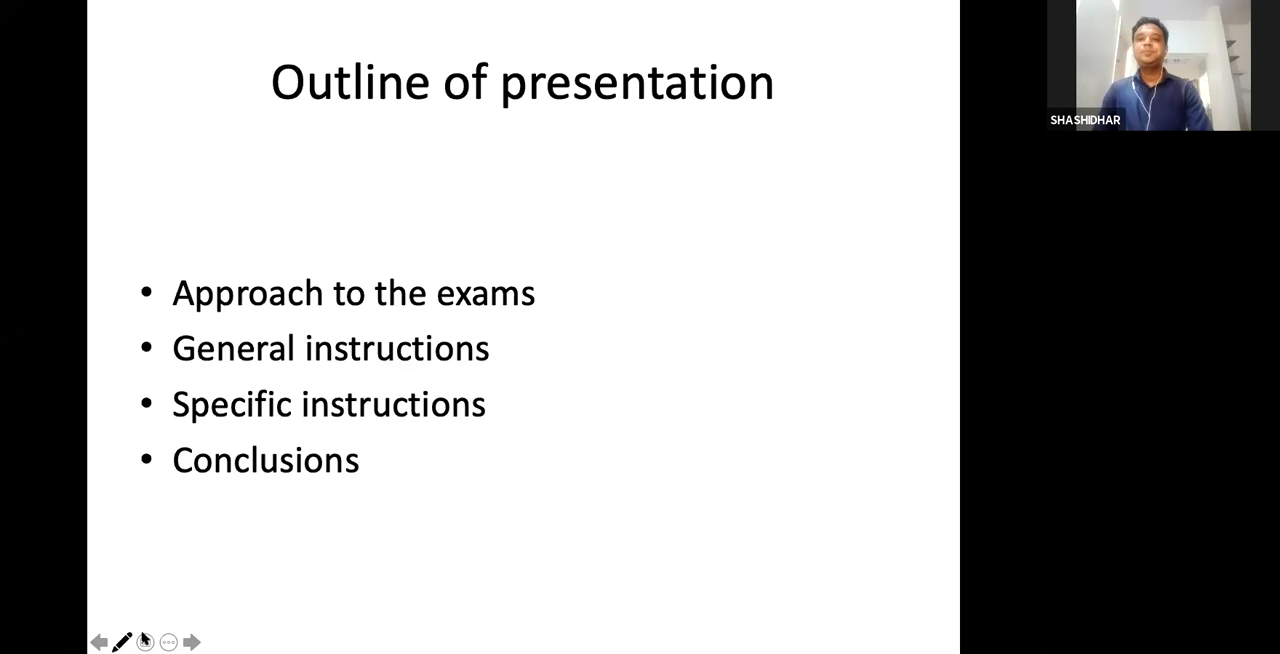 Outline of presentation
SHASHIDHAR
• Approach to the exams
• General instructions
• Specific instructions
• Conclusions